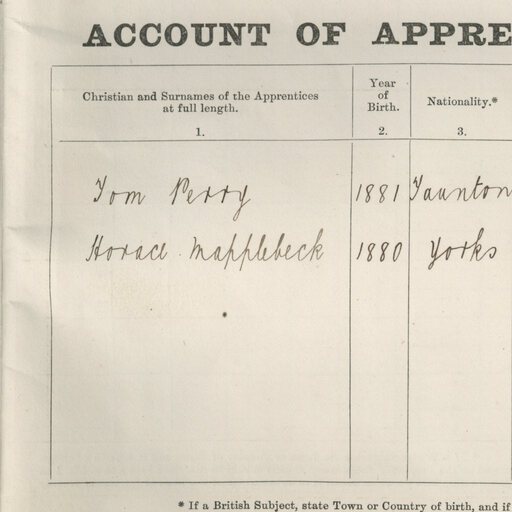 ACCOUNT OF APPRE
Christian and Surnames of the Apprentices
at full length.
1.
Year
of
Birth.
2.
Nationality.*
3.
Tom Perry 1881 Taunton
Horace Mapplebeck 1880 Yorks
* If a British Subject, state Town or Country of birth, and if